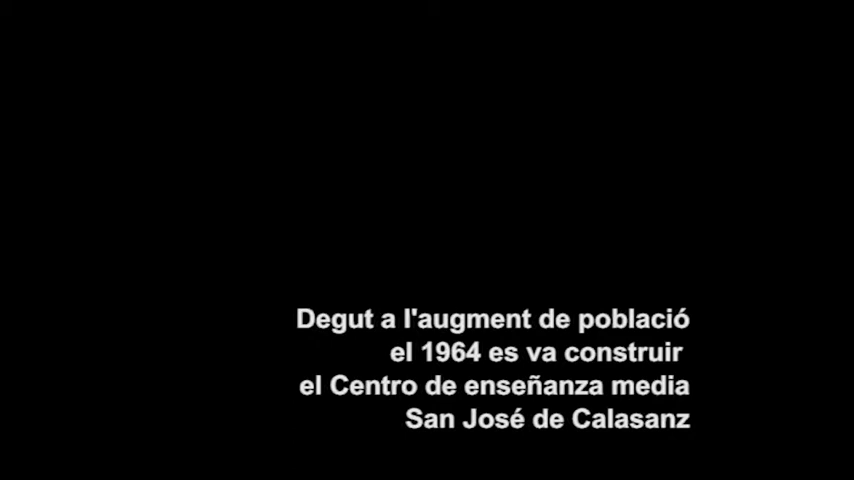 Degut a l'augment de població
el 1964 es va construir
el Centro de enseñanza media
San José de Calasanz